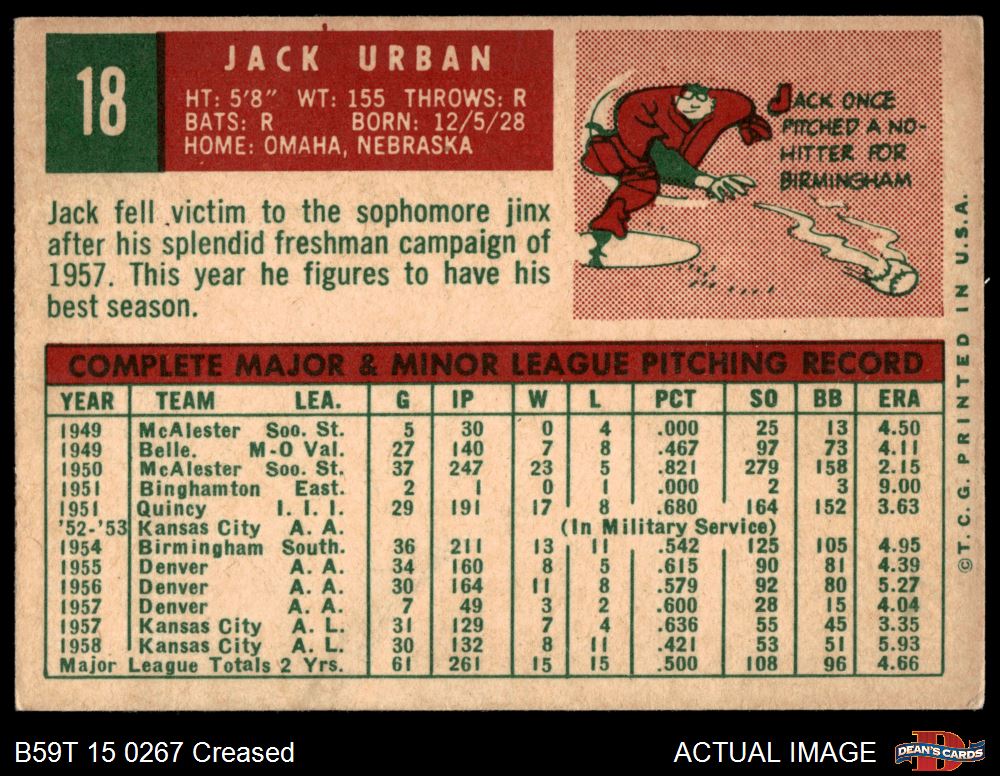 18
JACK URBAN
HT: 5'8" WT: 155 THROWS: R
BATS: R BORN: 12/5/28
HOME: OMAHA, NEBRASKA
JACK ONCE
PITCHED A NO-
HITTER FOR
BIRMINGHAM
Jack fell victim to the sophomore jinx
after his splendid freshman campaign of
1957. This year he figures to have his
best season.
COMPLETE MAJOR & MINOR LEAGUE PITCHING RECORD
YEAR TEAM LEA. G IP W L PCT SO BB ERA
1949 McAlester Soo. St. 5 30 0 4 .000 25 13 4.50
1949 Belle. M-O Val. 27 140 7 8 .467 97 73 4.11
1950 McAlester Soo. St. 37 247 23 5 .821 279 158 2.15
1951 Binghamton East. 2 1 0 1 .000 2 3 9.00
1951 Quincy I. I. I. 29 191 17 8 .680 164 152 3.63
'52-'53 Kansas City A. A. (In Military Service)
1954 Birmingham South. 36 211 13 11 .542 125 105 4.95
1955 Denver A. A. 34 160 8 5 .615 90 81 4.39
1956 Denver A. A. 30 164 11 8 .579 92 80 5.27
1957 Denver A. A. 7 49 3 2 .600 28 15 4.04
1957 Kansas City A. L. 31 129 7 4 .636 55 45 3.35
1958 Kansas City A. L. 30 132 8 11 .421 53 51 5.93
Major League Totals 2 Yrs. 61 261 15 15 .500 108 96 4.66
©T. C. G. PRINTED IN U.S.A.
B59T 15 0267 Creased
ACTUAL IMAGE
D
DEAN'S CARDS